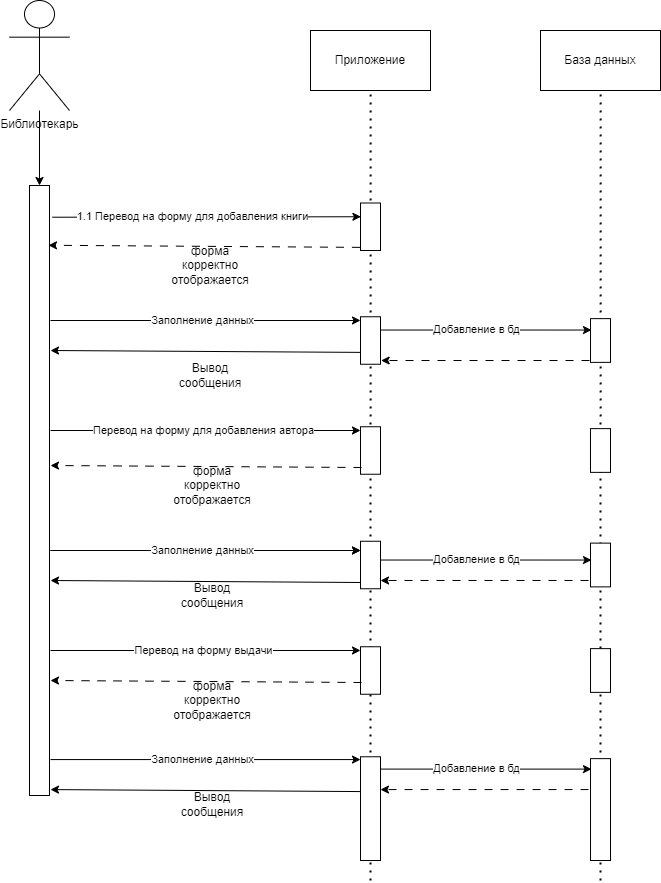 Приложение
База данных
Библиотекарь
1.1 Перевод на форму для добавления книги
форма
корректно
отображается
Заполнение данных
Добавление в бд
Вывод
сообщения
Перевод на форму для добавления автора
форма
корректно
отображается
Заполнение данных
Добавление в бд
Вывод
сообщения
Перевод на форму выдачи
форма
корректно
отображается
Заполнение данных
Добавление в бд
Вывод
сообщения